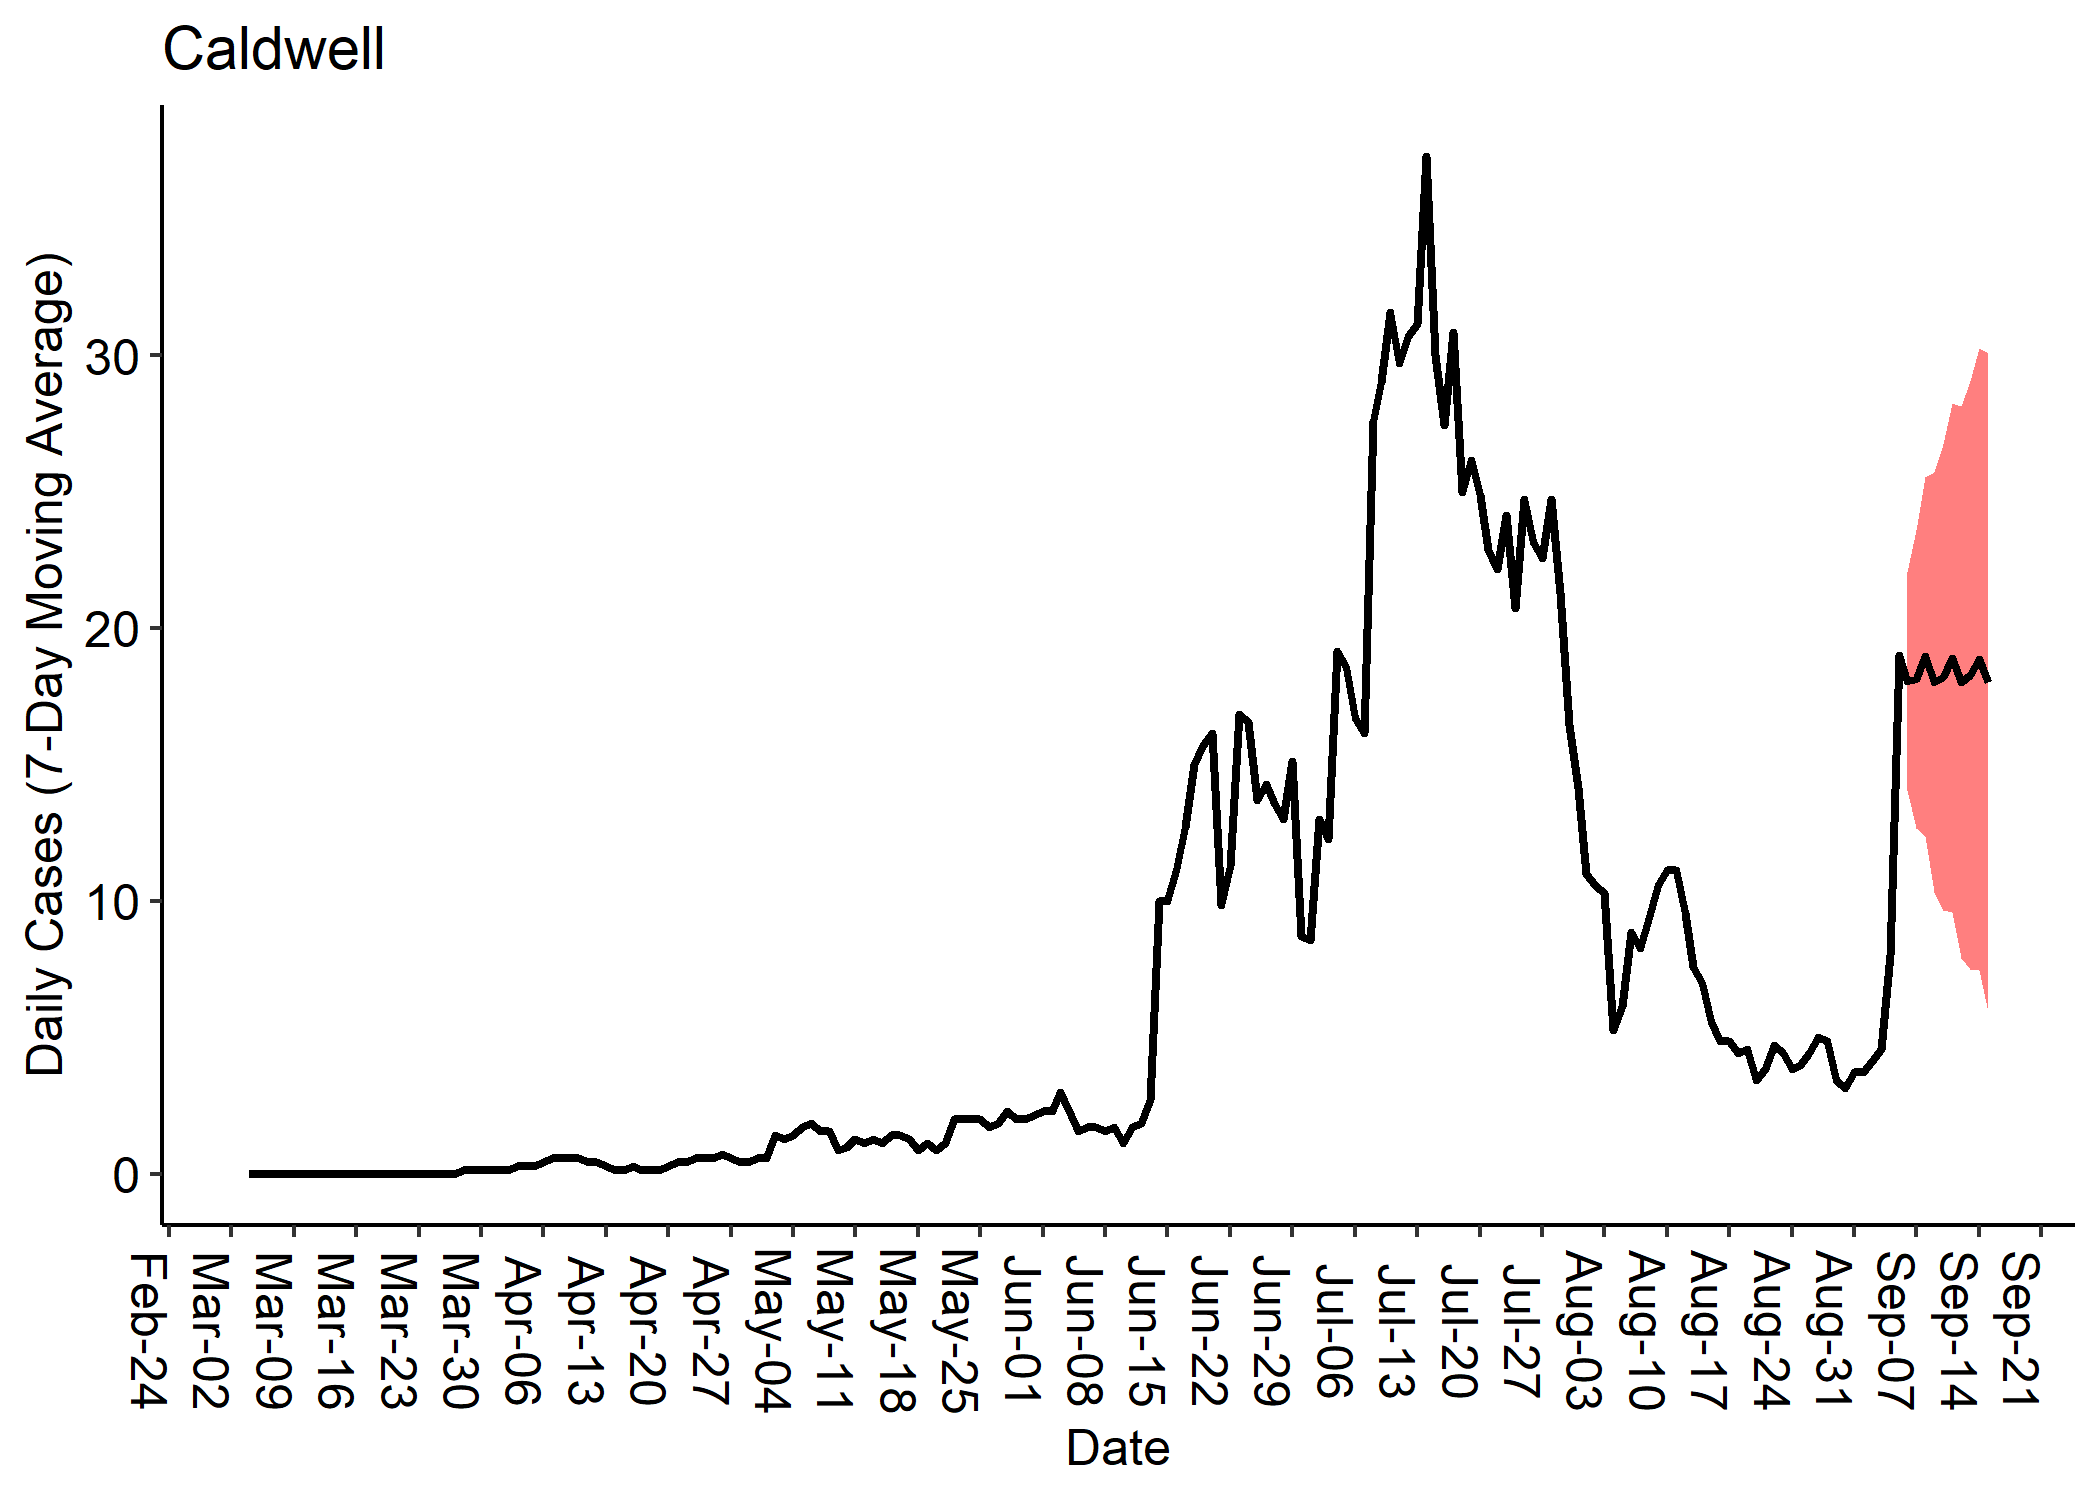 Caldwell
Daily Cases (7-Day Moving Average)
30
20
10
0
Feb-24
Mar-02
Mar-09
Mar-16
Mar-23
Mar-30
Apr-06
Apr-13
Apr-20
Apr-27
May-04
May-11
May-18
May-25
Jun-01
Jun-08
Jun-15
Jun-22
Jun-29
Jul-06
Jul-13
Jul-20
Jul-27
Aug-03
Aug-10
Aug-17
Aug-24
Aug-31
Sep-07
Sep-14
Sep-21
Date